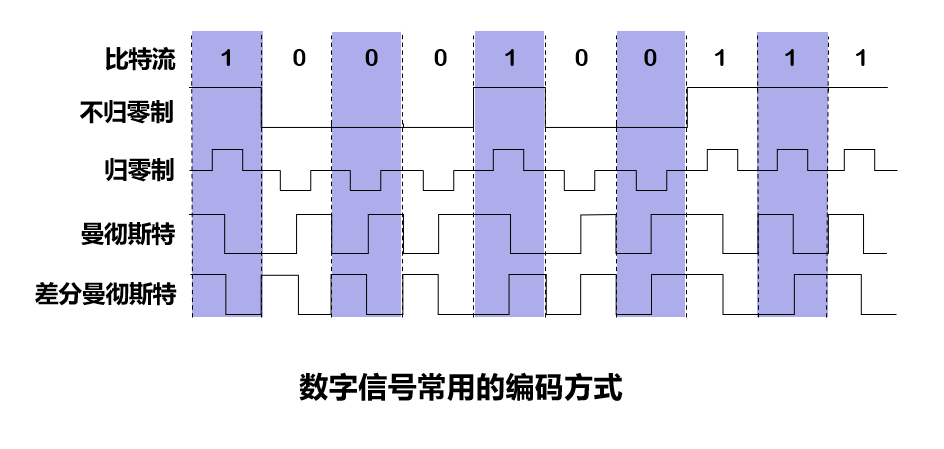 比特流 1 0 0 0 1 0 0 1 1 1
不归零制
归零制
曼彻斯特
差分曼彻斯特
数字信号常用的编码方式